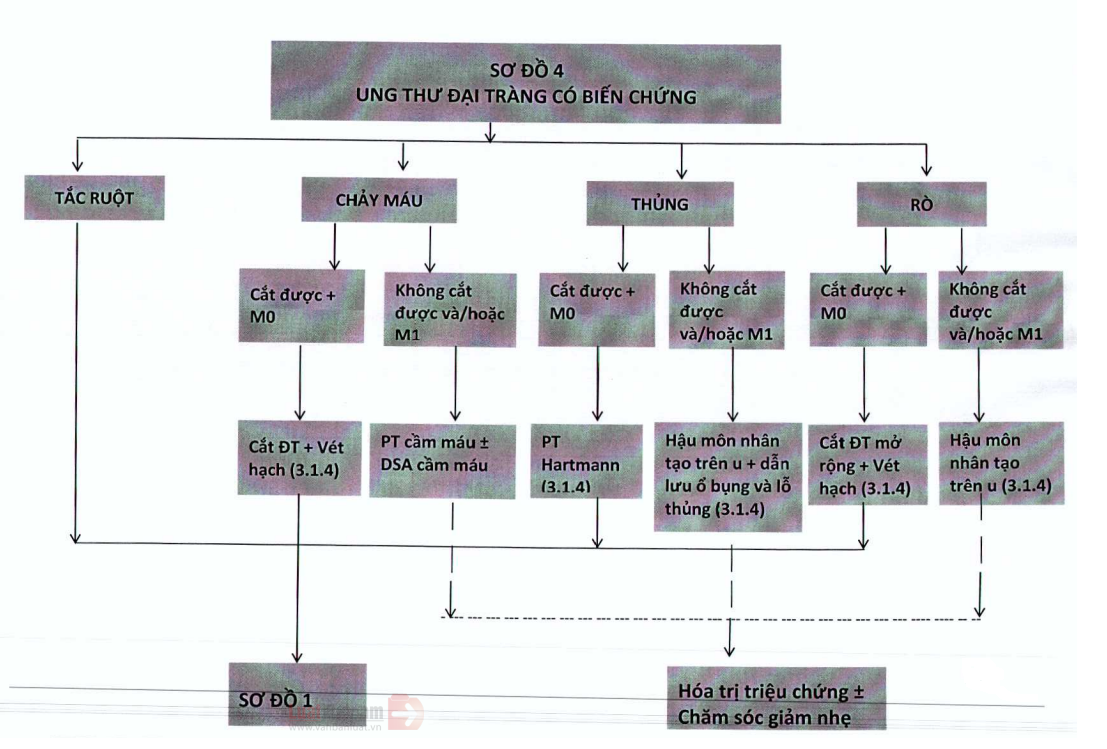 SƠ ĐỒ 4
UNG THƯ ĐẠI TRÀNG CÓ BIẾN CHỨNG
TẮC RUỘT
CHẢY MÁU
THỦNG
RÒ
Cắt được +
M0
Không cắt
được và/hoặc
M1
Cắt được +
M0
Không cắt
được
và/hoặc M1
Cắt được +
M0
Không cắt
được
và/hoặc M1
Cắt ĐT + Vét
hạch (3.1.4)
PT cầm máu ±
DSA cầm máu
PT
Hartmann
(3.1.4)
Hậu môn nhân
tạo trên u + dẫn
lưu ổ bụng và lỗ
thủng (3.1.4)
Cắt ĐT mở
rộng + Vét
hạch (3.1.4)
Hậu môn
nhân tạo
trên u (3.1.4)
SƠ ĐỒ 1
Hóa trị triệu chứng ±
Chăm sóc giảm nhẹ
www.vanbanluat.vn